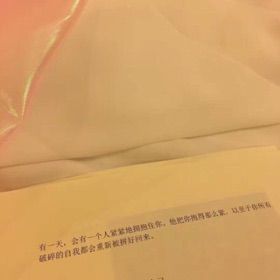 有一天，会有一个人紧紧地拥抱住你，他把你抱得那么紧，以至于你所有
破碎的自我都会重新被拼好回来。